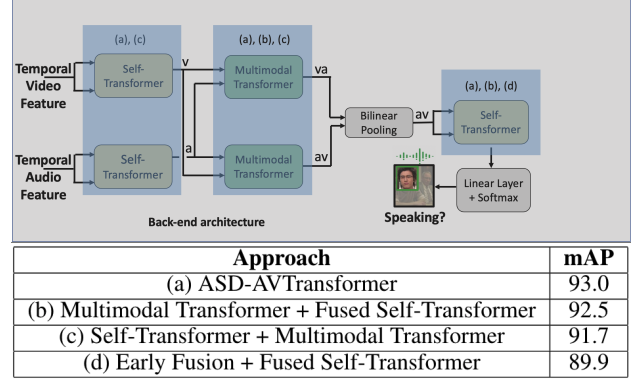 (a), (c)
(a), (b), (c)
(a), (b), (d)
Temporal
Video
Feature
Self-
Transformer
v
Multimodal
Transformer
va
Bilinear
Pooling
av
Self-
Transformer
Temporal
Audio
Feature
Self-
Transformer
a
Multimodal
Transformer
av
Linear Layer
+ Softmax
Speaking?
Back-end architecture
Approach mAP
(a) ASD-AVTransformer 93.0
(b) Multimodal Transformer + Fused Self-Transformer 92.5
(c) Self-Transformer + Multimodal Transformer 91.7
(d) Early Fusion + Fused Self-Transformer 89.9